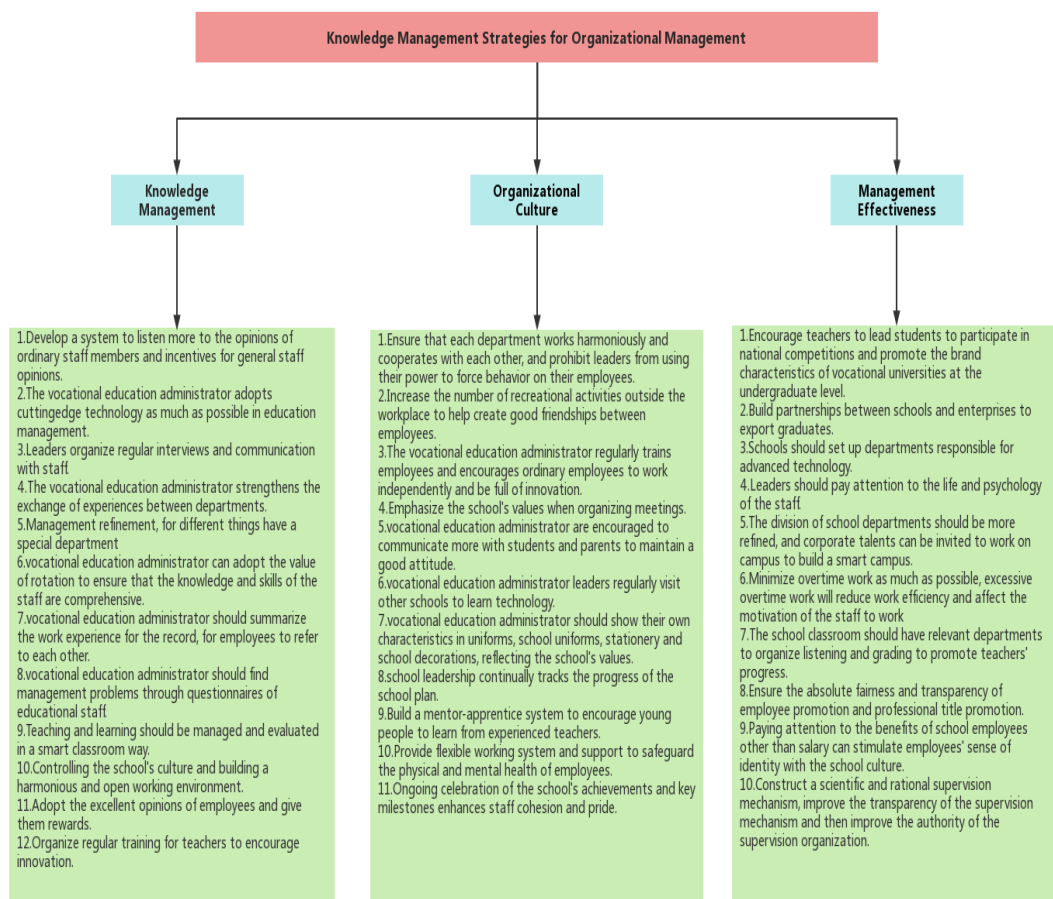 Knowledge Management Strategies for Organizational Management
Knowledge
Management
Organizational
Culture
Management
Effectiveness
1.Develop a system to listen more to the opinions of
ordinary staff members and incentives for general staff
opinions.
2.The vocational education administrator adopts
cuttingedge technology as much as possible in education
management.
3.Leaders organize regular interviews and communication
with staff.
4.The vocational education administrator strengthens the
exchange of experiences between departments.
5.Management refinement, for different things have a
special department
6.vocational education administrator can adopt the value
of rotation to ensure that the knowledge and skills of the
staff are comprehensive.
7.vocational education administrator should summarize
the work experience for the record, for employees to refer
to each other.
8.vocational education administrator should find
management problems through questionnaires of
educational staff.
9.Teaching and learning should be managed and evaluated
in a smart classroom way.
10.Controlling the school's culture and building a
harmonious and open working environment.
11.Adopt the excellent opinions of employees and give
them rewards.
12.Organize regular training for teachers to encourage
innovation.
1.Ensure that each department works harmoniously and
cooperates with each other, and prohibit leaders from using
their power to force behavior on their employees.
2.Increase the number of recreational activities outside the
workplace to help create good friendships between
employees.
3.The vocational education administrator regularly trains
employees and encourages ordinary employees to work
independently and be full of innovation.
4.Emphasize the school's values when organizing meetings.
5.vocational education administrator are encouraged to
communicate more with students and parents to maintain a
good attitude.
6.vocational education administrator leaders regularly visit
other schools to learn technology.
7.vocational education administrator should show their own
characteristics in uniforms, school uniforms, stationery and
school decorations, reflecting the school's values.
8.school leadership continually tracks the progress of the
school plan.
9.Build a mentor-apprentice system to encourage young
people to learn from experienced teachers.
10.Provide flexible working system and support to safeguard
the physical and mental health of employees.
11.Ongoing celebration of the school's achievements and key
milestones enhances staff cohesion and pride.
1.Encourage teachers to lead students to participate in
national competitions and promote the brand
characteristics of vocational universities at the
undergraduate level.
2.Build partnerships between schools and enterprises to
export graduates.
3.Schools should set up departments responsible for
advanced technology.
4.Leaders should pay attention to the life and psychology
of the staff.
5.The division of school departments should be more
refined, and corporate talents can be invited to work on
campus to build a smart campus.
6.Minimize overtime work as much as possible, excessive
overtime work will reduce work efficiency and affect the
motivation of the staff to work
7.The school classroom should have relevant departments
to organize listening and grading to promote teachers'
progress.
8.Ensure the absolute fairness and transparency of
employee promotion and professional title promotion.
9.Paying attention to the benefits of school employees
other than salary can stimulate employees' sense of
identity with the school culture.
10.Construct a scientific and rational supervision
mechanism, improve the transparency of the supervision
mechanism and then improve the authority of the
supervision organization.